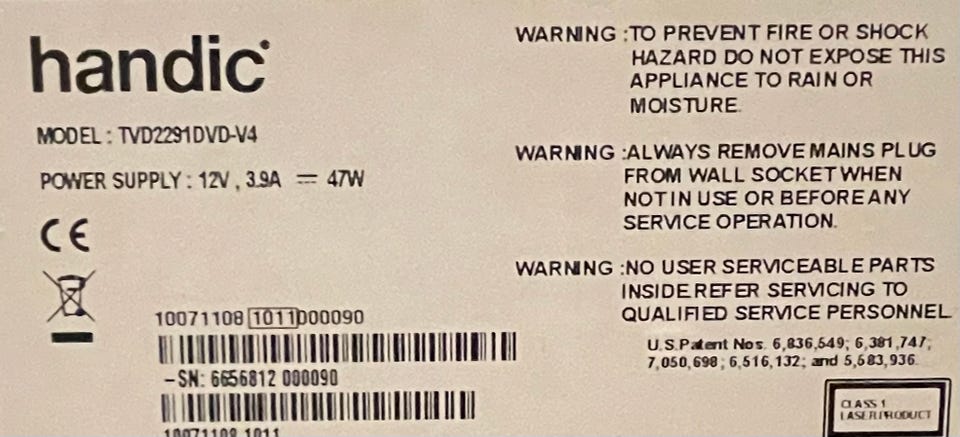 handic
MODEL : TVD2291DVD-V4
POWER SUPPLY : 12V , 3.9A ⎓ 47W
CE
10071108 1011000090
-SN: 6656812 000090
10071108 1011
WARNING :TO PREVENT FIRE OR SHOCK
HAZARD DO NOT EXPOSE THIS
APPLIANCE TO RAIN OR
MOISTURE.
WARNING :ALWAYS REMOVE MAINS PLUG
FROM WALL SOCKET WHEN
NOT IN USE OR BEFORE ANY
SERVICE OPERATION.
WARNING :NO USER SERVICEABLE PARTS
INSIDE REFER SERVICING TO
QUALIFIED SERVICE PERSONNEL.
U.S.Patent Nos. 6,836,549; 6,381,747;
7,050,698; 6,516,132; and 5,583,936.
CLASS 1
LASER PRODUCT